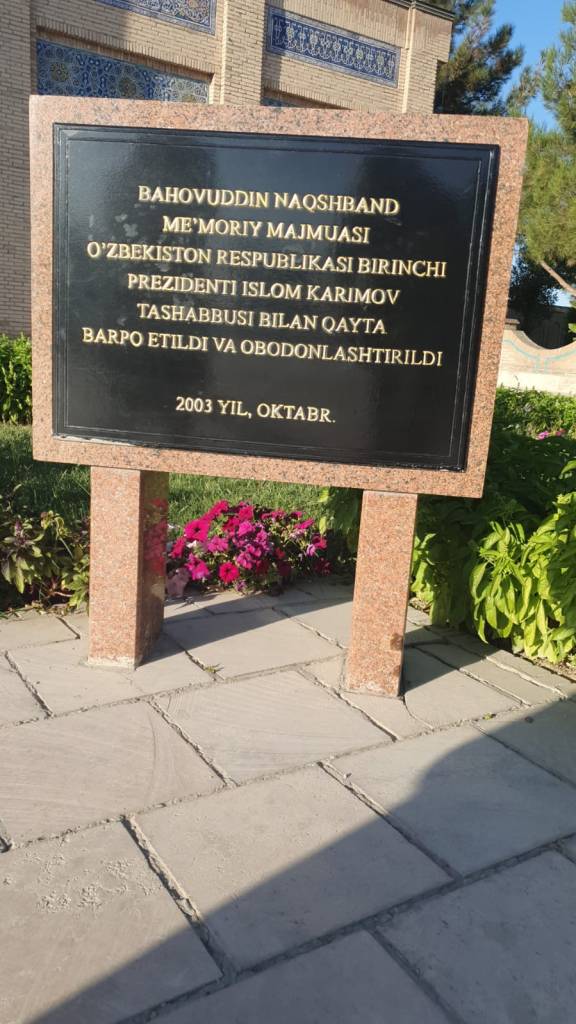 BAHOVUDDIN NAQSHBAND
ME'MORIY MAJMUASI
O'ZBEKISTON RESPUBLIKASI BIRINCHI
PREZIDENTI ISLOM KARIMOV
TASHABBUSI BILAN QAYTA
BARPO ETILDI VA OBODONLASHTIRILDI
2003 YIL, OKTABR.